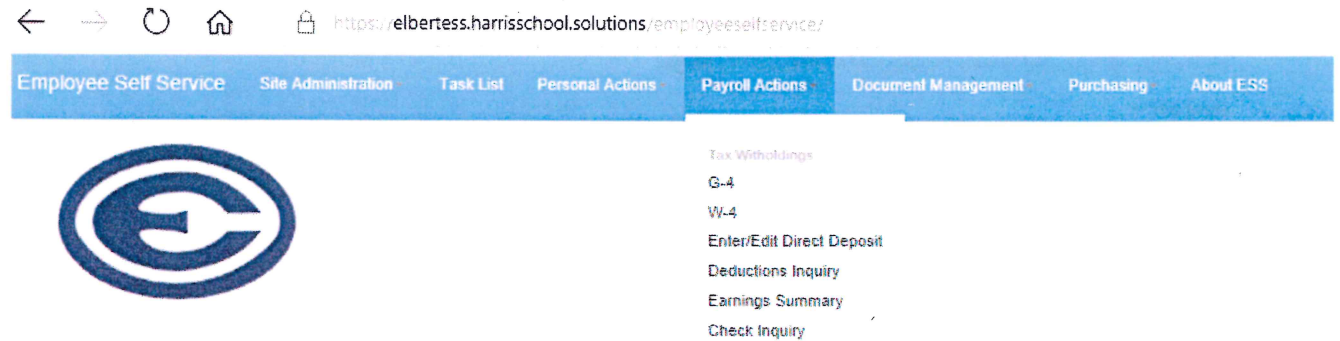 https://elbertess.harrisschool.solutions/employeeselfservice/
Employee Self Service Site Administration Task List Personal Actions Payroll Actions Document Management Purchasing About ESS
Tax Witholdings
G-4
W-4
Enter/Edit Direct Deposit
Deductions Inquiry
Earnings Summary
Check Inquiry